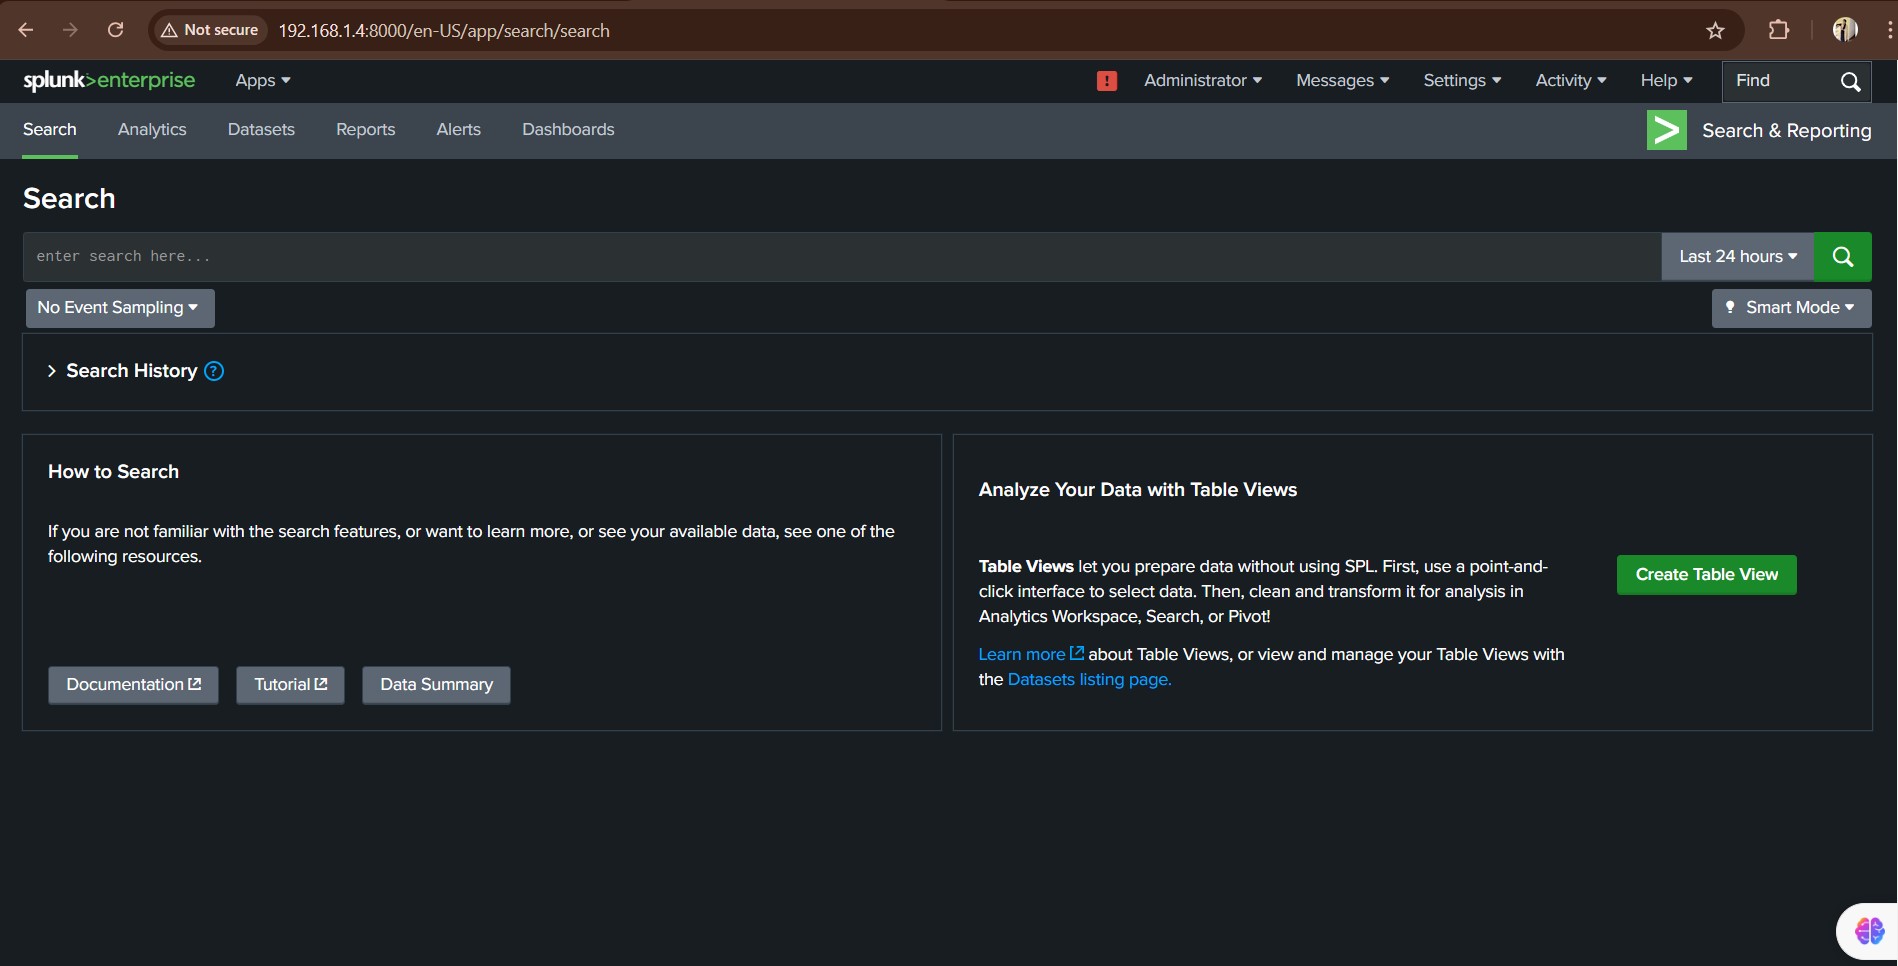 Not secure 192.168.1.4:8000/en-US/app/search/search
splunk>enterprise Apps Administrator Messages Settings Activity Help Find
Search Analytics Datasets Reports Alerts Dashboards Search & Reporting
Search
enter search here... Last 24 hours
No Event Sampling Smart Mode
Search History ?
How to Search
If you are not familiar with the search features, or want to learn more, or see your available data, see one of the
following resources.
Documentation Tutorial Data Summary
Analyze Your Data with Table Views
Table Views let you prepare data without using SPL. First, use a point-and-
click interface to select data. Then, clean and transform it for analysis in
Analytics Workspace, Search, or Pivot!
Create Table View
Learn more about Table Views, or view and manage your Table Views with
the Datasets listing page.